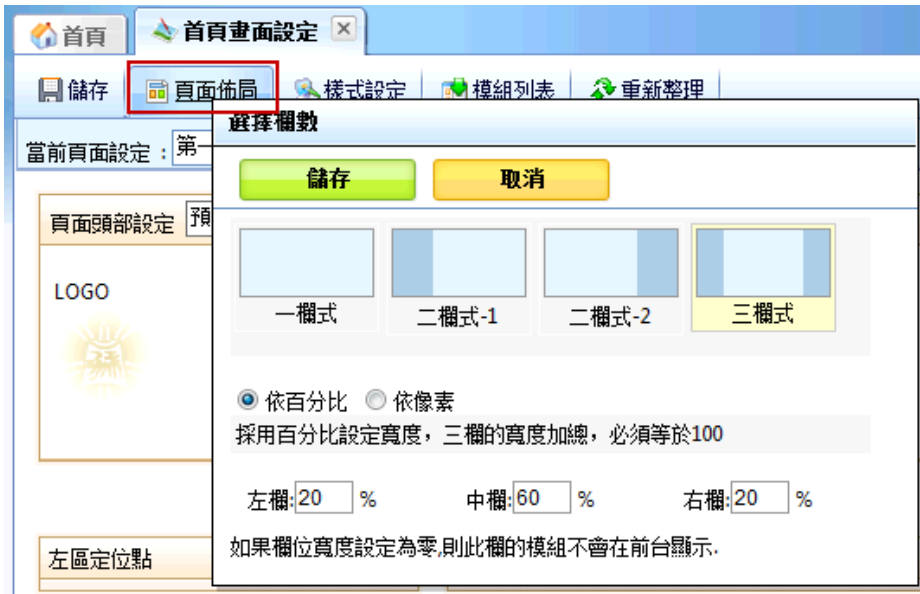 首頁 首頁畫面設定
儲存 頁面佈局 樣式設定 模組列表 重新整理
選擇欄數
當前頁面設定：第一
儲存 取消
頁面頭部設定 預
LOGO
一欄式 二欄式-1 二欄式-2 三欄式
依百分比 依像素
採用百分比設定寬度，三欄的寬度加總，必須等於100
左欄:20 % 中欄:60 % 右欄:20 %
如果欄位寬度設定為零,則此欄的模組不會在前台顯示.
左區定位點